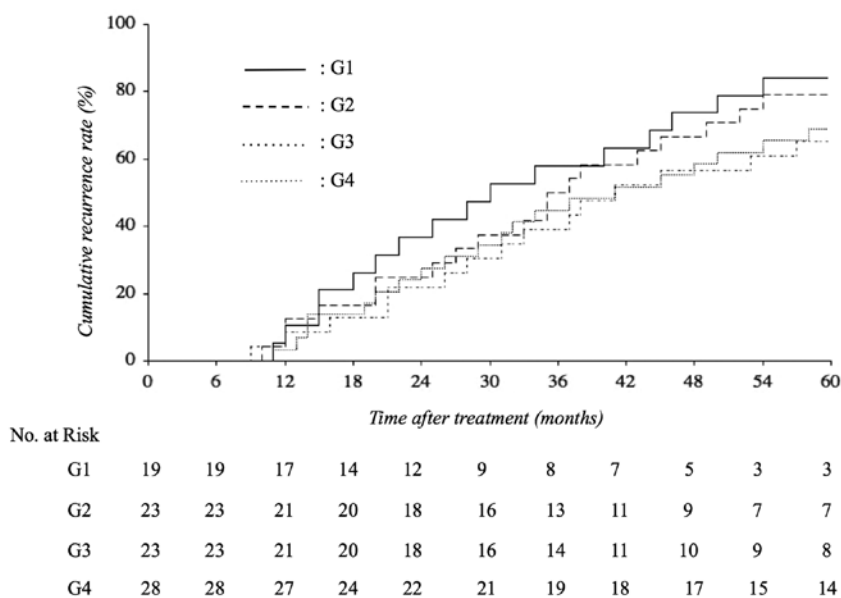 Cumulative recurrence rate (%)
100
80
60
40
20
0
: G1
: G2
: G3
: G4
0 6 12 18 24 30 36 42 48 54 60
Time after treatment (months)
No. at Risk
G1 19 19 17 14 12 9 8 7 5 3 3
G2 23 23 21 20 18 16 13 11 9 7 7
G3 23 23 21 20 18 16 14 11 10 9 8
G4 28 28 27 24 22 21 19 18 17 15 14